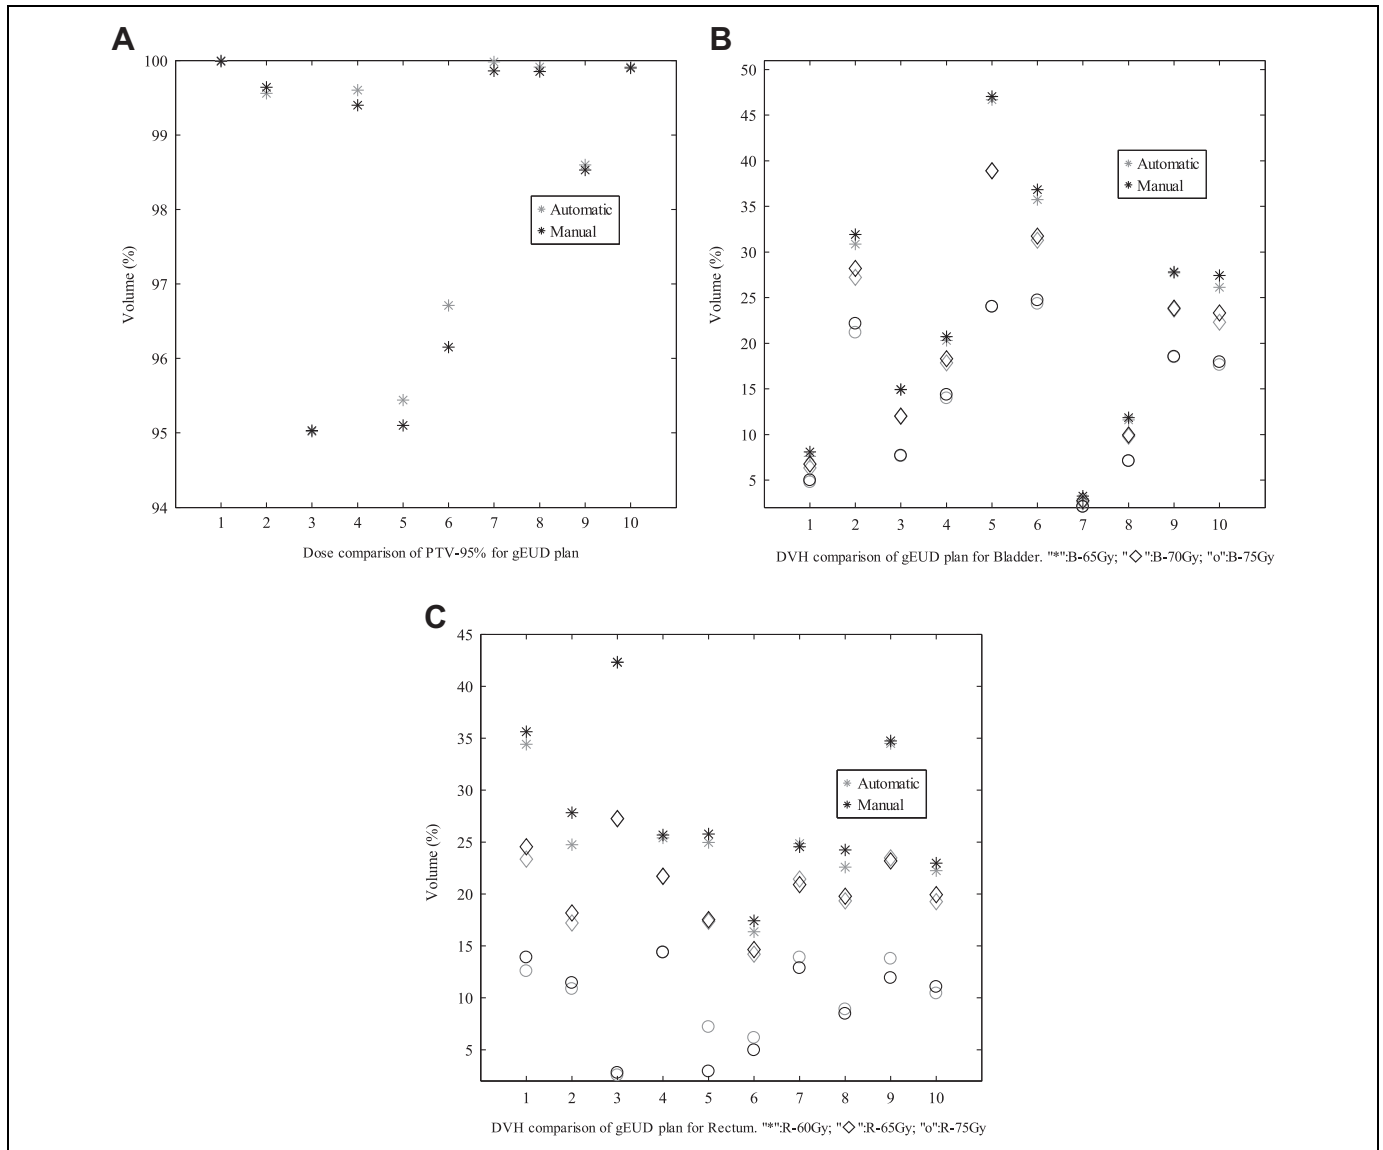 A
100
99
98
97
96
95
94
Volume (%)
Automatic
Manual
1 2 3 4 5 6 7 8 9 10
Dose comparison of PTV-95% for gEUD plan
B
50
45
40
35
30
25
20
15
10
5
Volume (%)
Automatic
Manual
1 2 3 4 5 6 7 8 9 10
DVH comparison of gEUD plan for Bladder. "*":B-65Gy; "◇":B-70Gy; "o":B-75Gy
C
45
40
35
30
25
20
15
10
5
Volume (%)
Automatic
Manual
1 2 3 4 5 6 7 8 9 10
DVH comparison of gEUD plan for Rectum. "*":R-60Gy; "◇":R-65Gy; "o":R-75Gy